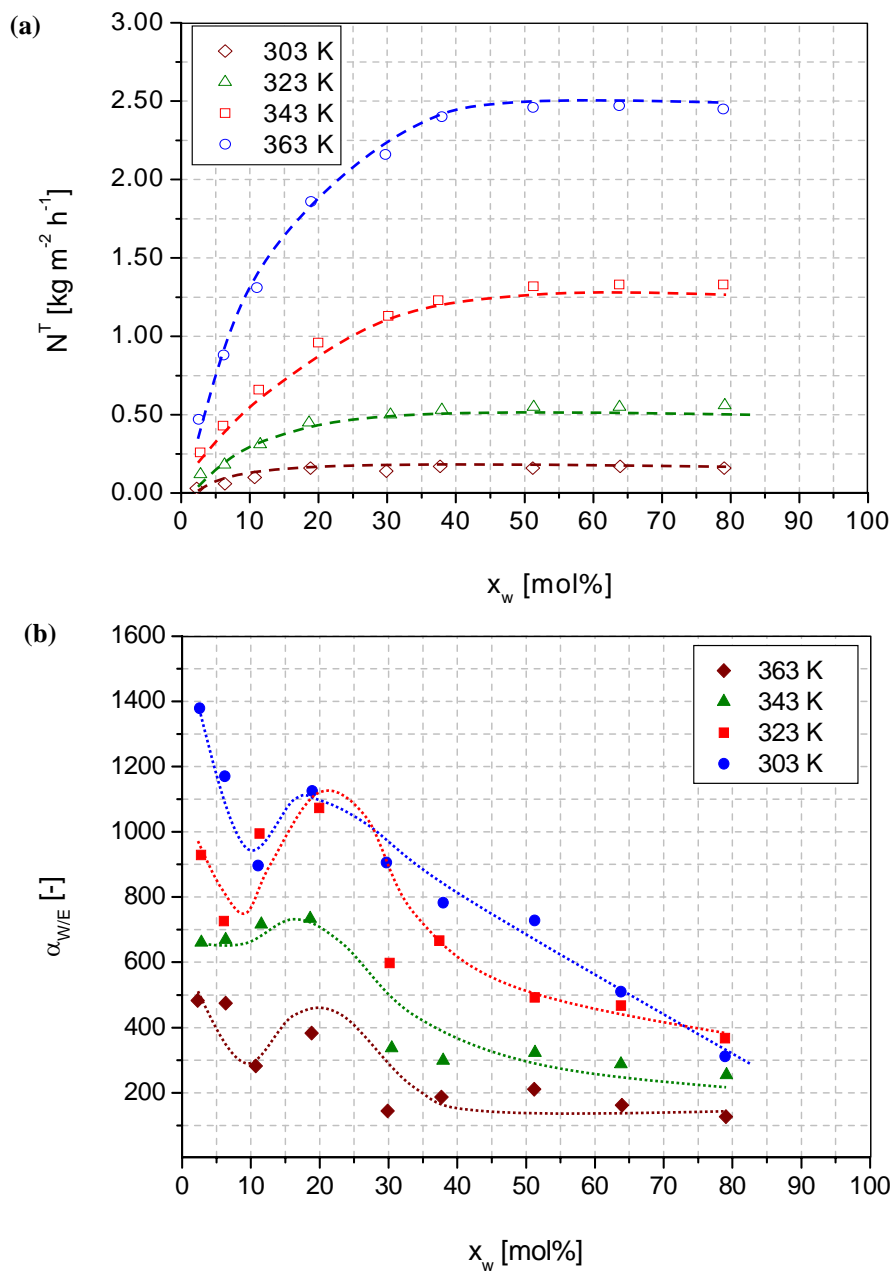 (a)
3.00
2.50
2.00
1.50
1.00
0.50
0.00
N^T [kg m^-2 h^-1]
303 K
323 K
343 K
363 K
0 10 20 30 40 50 60 70 80 90 100
x_w [mol%]
(b)
1600
1400
1200
1000
800
600
400
200
α_W/E [-]
363 K
343 K
323 K
303 K
0 10 20 30 40 50 60 70 80 90 100
x_w [mol%]